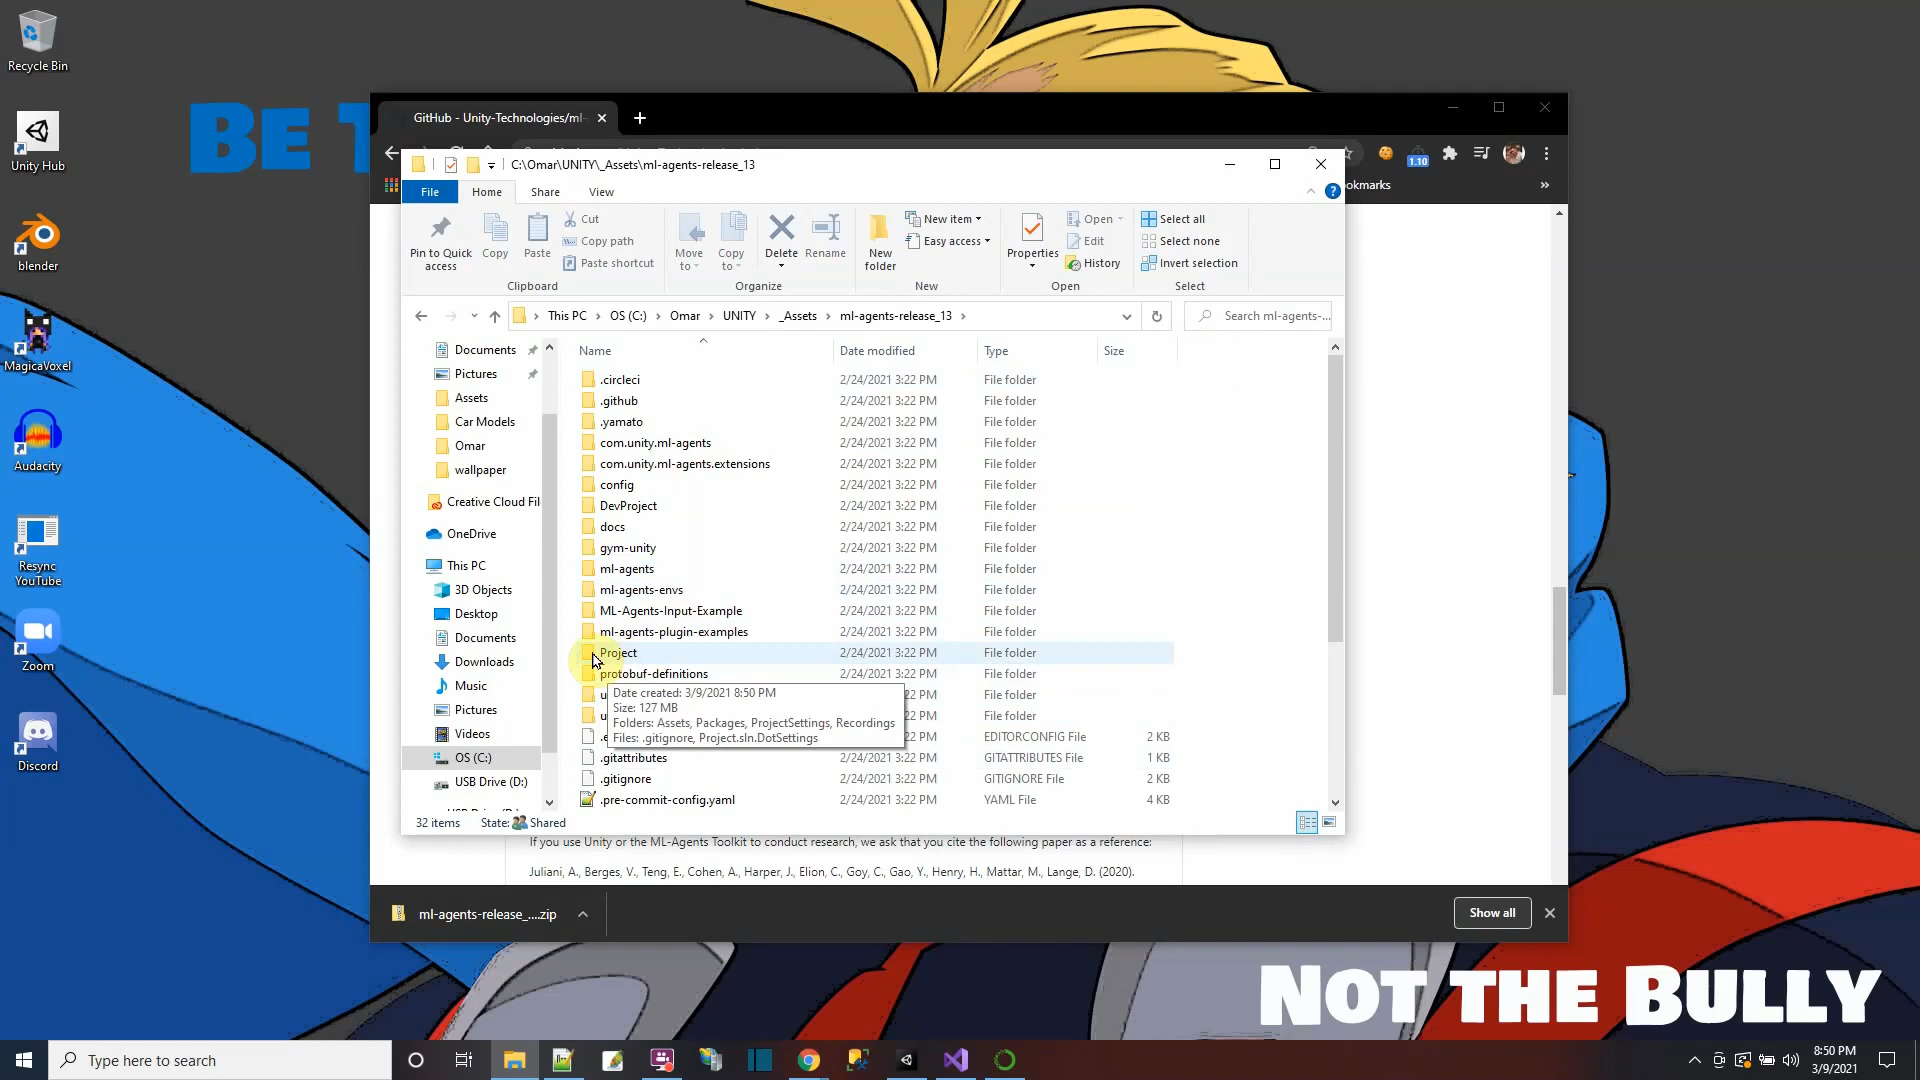 Recycle Bin
Unity Hub
blender
MagicaVoxel
Audacity
Resync
YouTube
Zoom
Discord
BE T
GitHub - Unity-Technologies/ml-
1.10
okmarks
»
C:\Omar\UNITY\_Assets\ml-agents-release_13
File
Home
Share
View
Pin to Quick
access
Copy
Paste
Cut
Copy path
Paste shortcut
Clipboard
Move
to
Copy
to
Delete
Rename
Organize
New
folder
New item
Easy access
New
Properties
Open
Edit
History
Open
Select all
Select none
Invert selection
Select
This PC > OS (C:) > Omar > UNITY > _Assets > ml-agents-release_13 >
Search ml-agents-...
Documents
Pictures
Assets
Car Models
Omar
wallpaper
Creative Cloud Fil
OneDrive
This PC
3D Objects
Desktop
Documents
Downloads
Music
Pictures
Videos
OS (C:)
USB Drive (D:)
Name Date modified Type Size
.circleci 2/24/2021 3:22 PM File folder
.github 2/24/2021 3:22 PM File folder
.yamato 2/24/2021 3:22 PM File folder
com.unity.ml-agents 2/24/2021 3:22 PM File folder
com.unity.ml-agents.extensions 2/24/2021 3:22 PM File folder
config 2/24/2021 3:22 PM File folder
DevProject 2/24/2021 3:22 PM File folder
docs 2/24/2021 3:22 PM File folder
gym-unity 2/24/2021 3:22 PM File folder
ml-agents 2/24/2021 3:22 PM File folder
ml-agents-envs 2/24/2021 3:22 PM File folder
ML-Agents-Input-Example 2/24/2021 3:22 PM File folder
ml-agents-plugin-examples 2/24/2021 3:22 PM File folder
Project 2/24/2021 3:22 PM File folder
protobuf-definitions 2/24/2021 3:22 PM File folder
u 22 PM File folder
u 22 PM File folder
.e 22 PM EDITORCONFIG File 2 KB
.gitattributes 2/24/2021 3:22 PM GITATTRIBUTES File 1 KB
.gitignore 2/24/2021 3:22 PM GITIGNORE File 2 KB
.pre-commit-config.yaml 2/24/2021 3:22 PM YAML File 4 KB
Date created: 3/9/2021 8:50 PM
Size: 127 MB
Folders: Assets, Packages, ProjectSettings, Recordings
Files: .gitignore, Project.sln.DotSettings
32 items State: Shared
If you use Unity or the ML-Agents Toolkit to conduct research, we ask that you cite the following paper as a reference:
Juliani, A., Berges, V., Teng, E., Cohen, A., Harper, J., Elion, C., Goy, C., Gao, Y., Henry, H., Mattar, M., Lange, D. (2020).
ml-agents-release_....zip
Show all
NOT THE BULLY
Type here to search
8:50 PM
3/9/2021